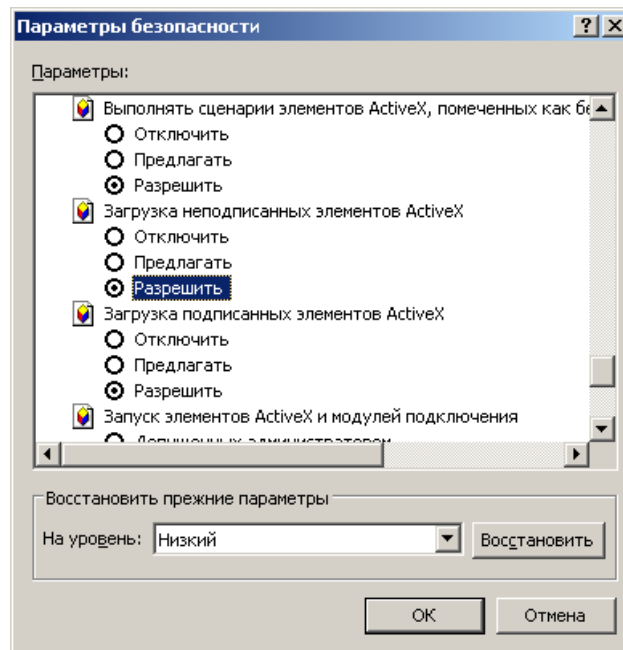 Параметры безопасности
Параметры:
Выполнять сценарии элементов ActiveX, помеченных как бе
Отключить
Предлагать
Разрешить
Загрузка неподписанных элементов ActiveX
Отключить
Предлагать
Разрешить
Загрузка подписанных элементов ActiveX
Отключить
Предлагать
Разрешить
Запуск элементов ActiveX и модулей подключения
Допущенных администратором
Восстановить прежние параметры
На уровень: Низкий Восстановить
ОК Отмена